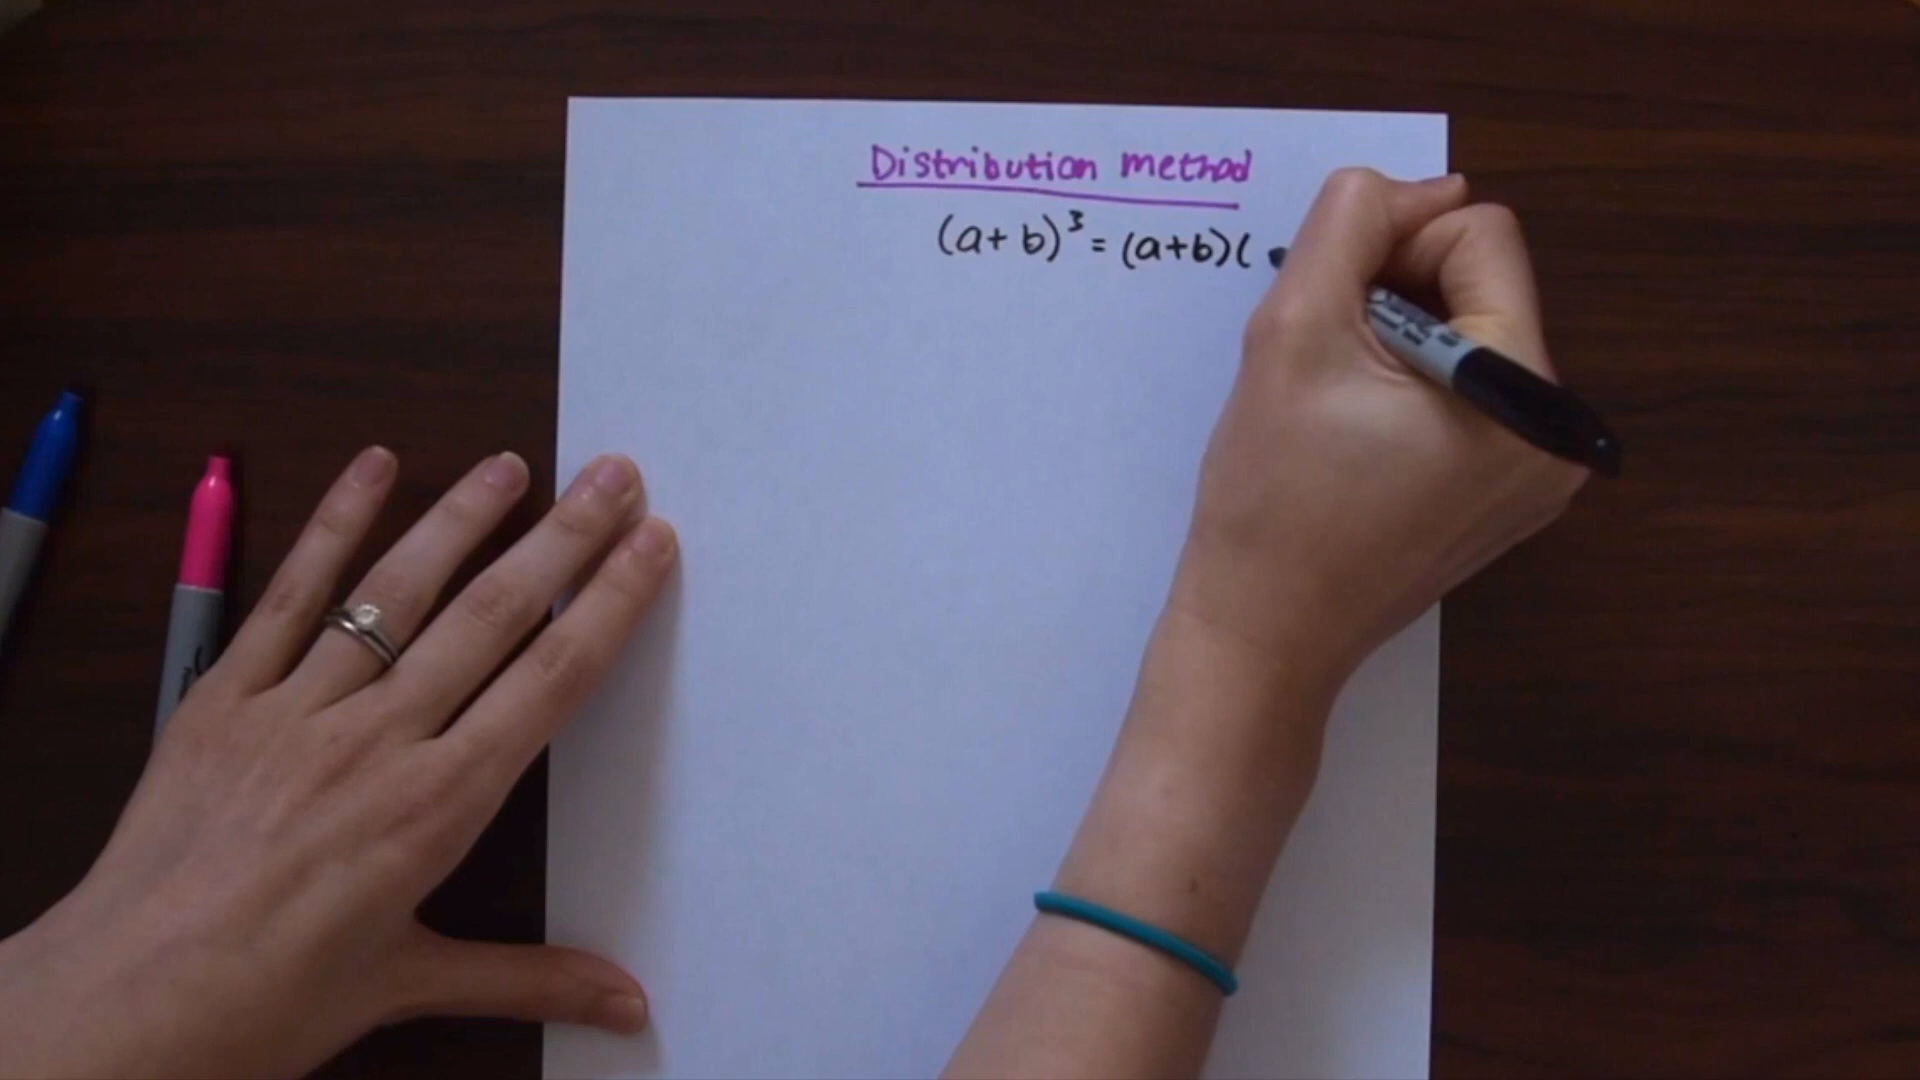 Distribution method
(a+b)³ = (a+b)(